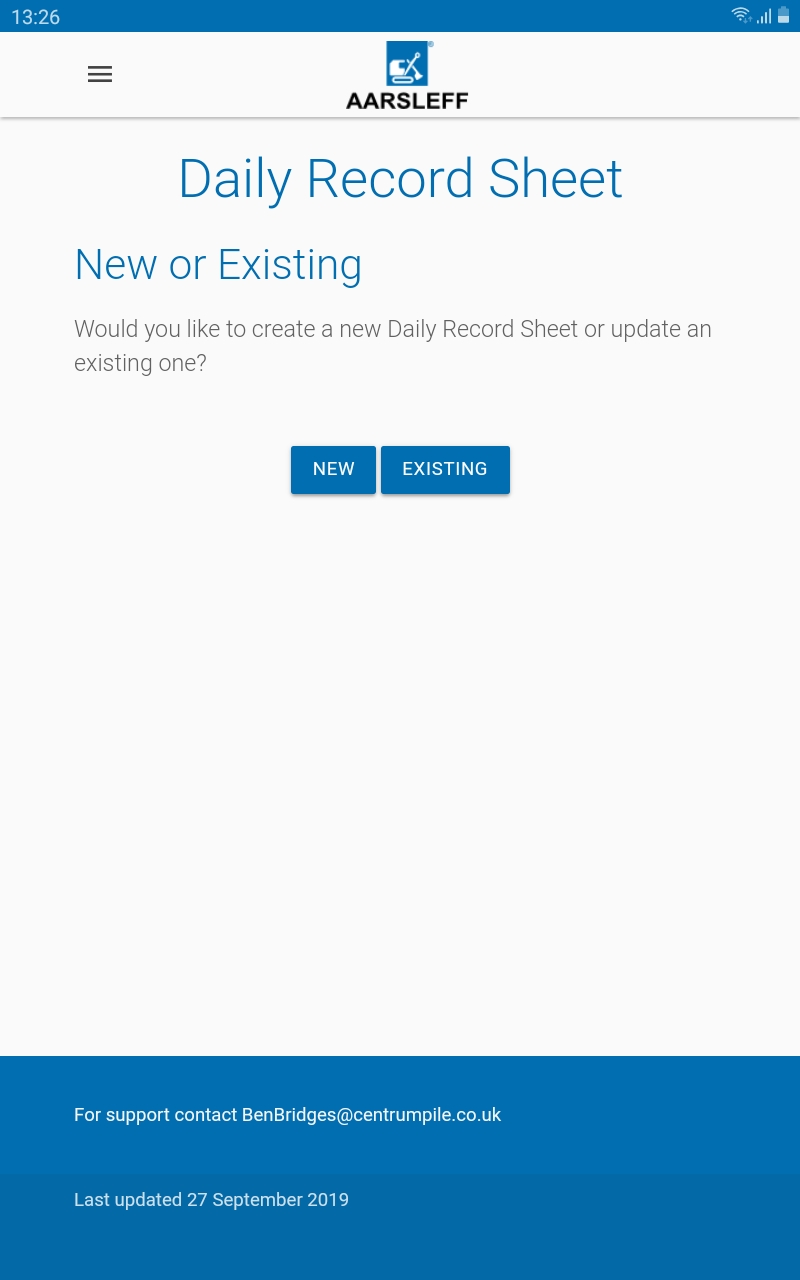 13:26
AARSLEFF
Daily Record Sheet
New or Existing
Would you like to create a new Daily Record Sheet or update an
existing one?
NEW EXISTING
For support contact BenBridges@centrumpile.co.uk
Last updated 27 September 2019